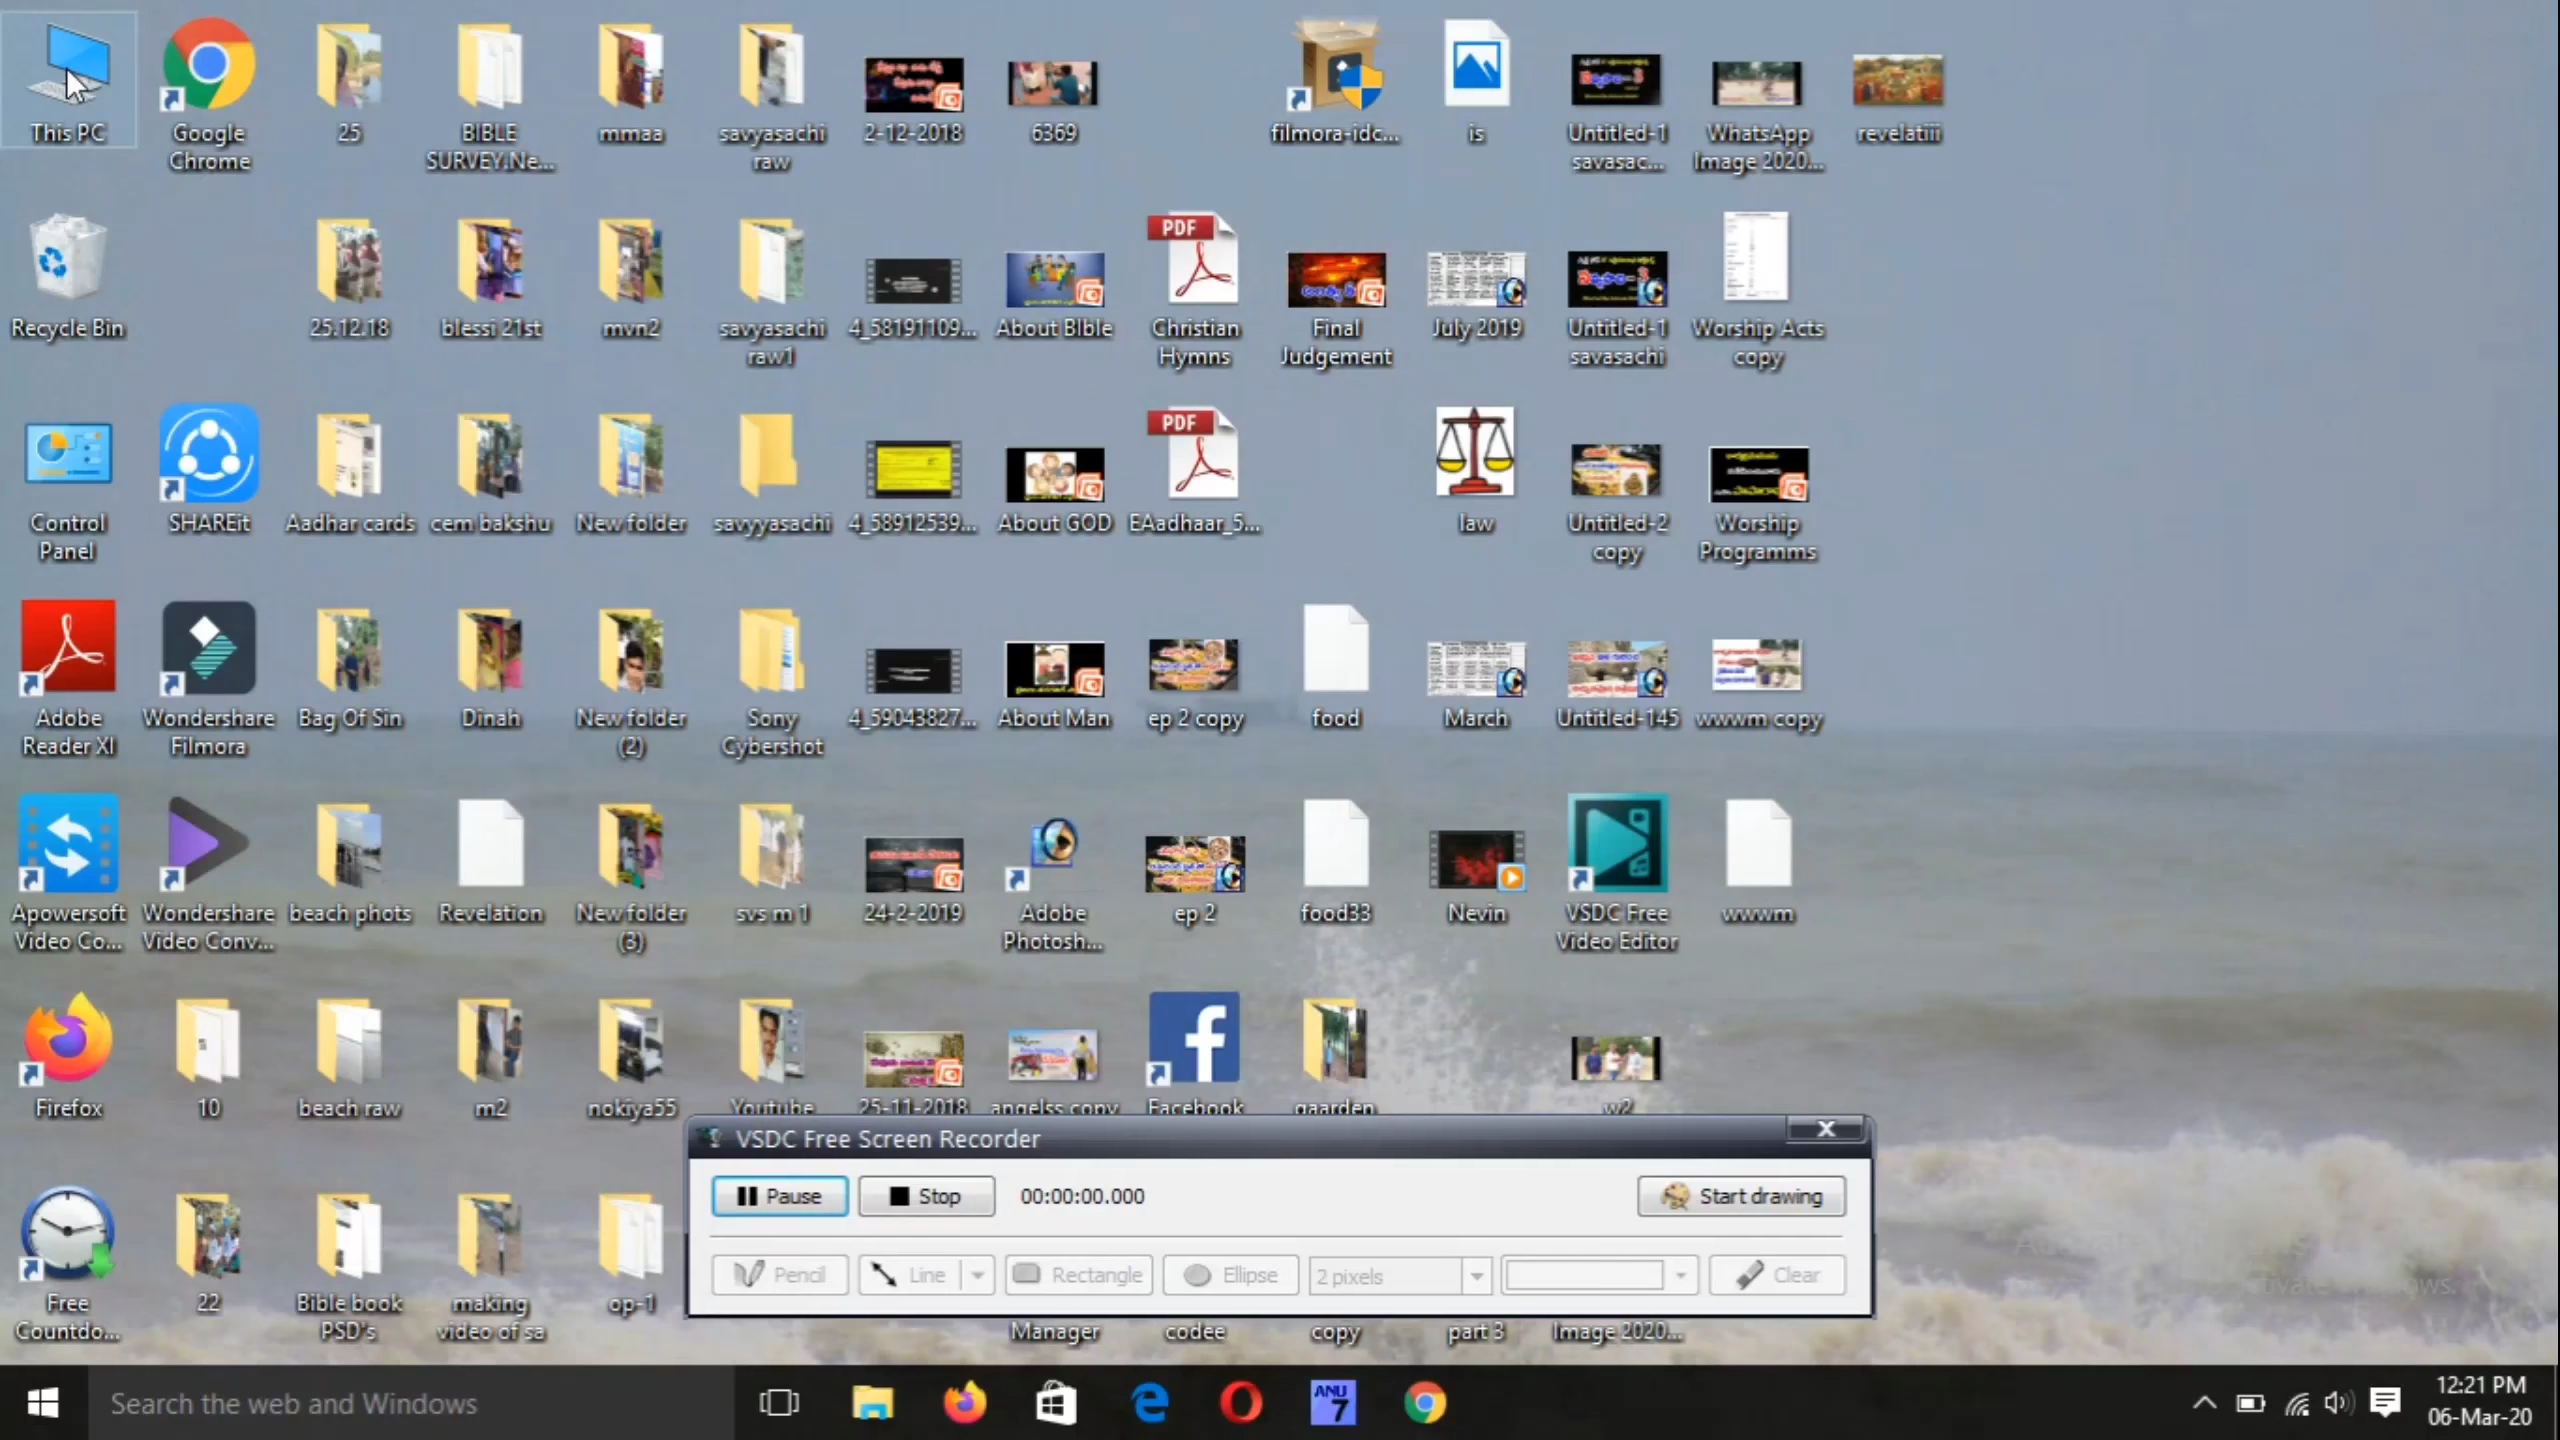 This PC
Google
Chrome
25
BIBLE
SURVEY.Ne...
mmaa
savyasachi
raw
2-12-2018
6369
filmora-idc...
is
Untitled-1
savasac...
WhatsApp
Image 2020...
revelatiii
Recycle Bin
25.12.18
blessi 21st
mvn2
savyasachi
raw1
4_58191109...
About BIble
PDF
Christian
Hymns
Final
Judgement
July 2019
Untitled-1
savasachi
Worship Acts
copy
Control
Panel
SHAREit
Aadhar cards
cem bakshu
New folder
savyyasachi
4_58912539...
About GOD
PDF
EAadhaar_5...
law
Untitled-2
copy
Worship
Programms
Adobe
Reader XI
Wondershare
Filmora
Bag Of Sin
Dinah
New folder
(2)
Sony
Cybershot
4_59043827...
About Man
ep 2 copy
food
March
Untitled-145
wwwm copy
Apowersoft
Video Co...
Wondershare
Video Conv...
beach phots
Revelation
New folder
(3)
svs m 1
24-2-2019
Adobe
Photosh...
ep 2
food33
Nevin
VSDC Free
Video Editor
wwwm
Firefox
10
beach raw
m2
nokiya55
Youtube
25-11-2018
angelss copy
Facebook
gaarden
w2
Free
Countdo...
22
Bible book
PSD's
making
video of sa
op-1
VSDC Free Screen Recorder
X
Pause
Stop
00:00:00.000
Start drawing
Pencil
Line
Rectangle
Ellipse
2 pixels
Clear
Manager
codee
copy
part 3
Image 2020...
Search the web and Windows
ANU
7
12:21 PM
06-Mar-20